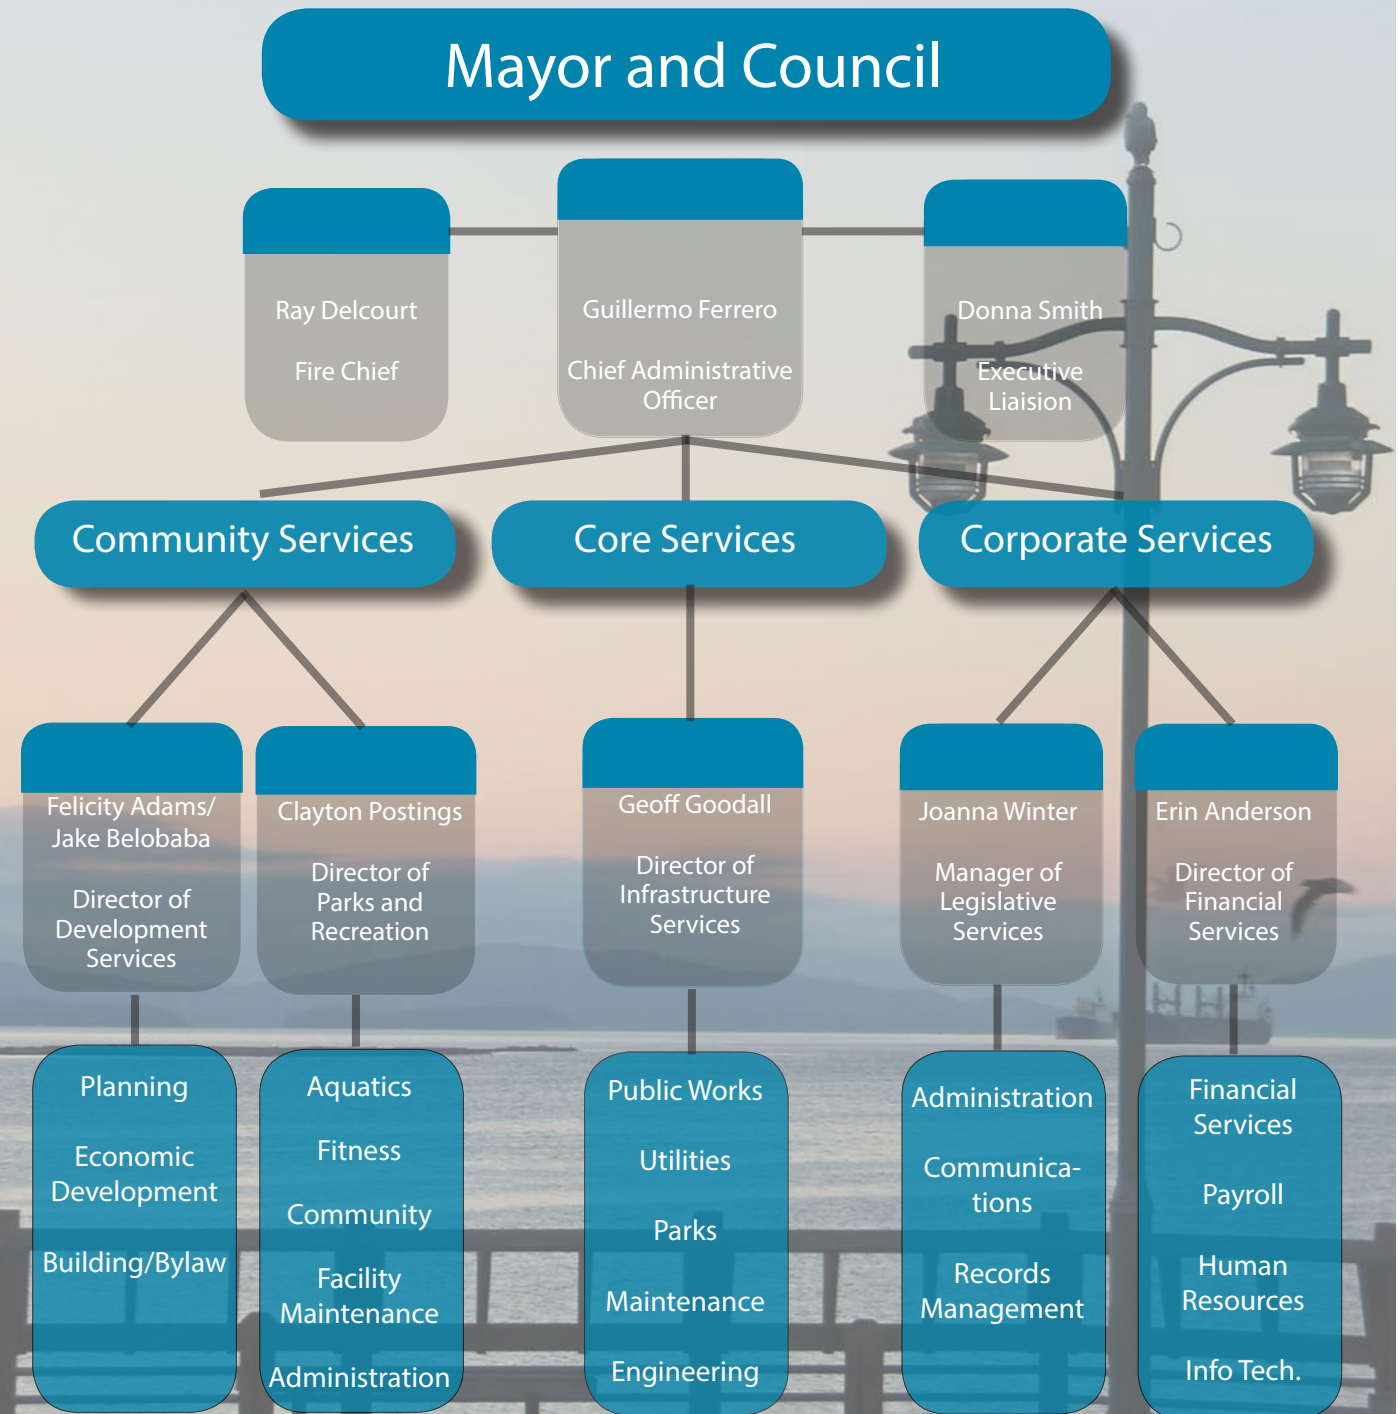 Mayor and Council
Ray Delcourt
Fire Chief
Guillermo Ferrero
Chief Administrative
Officer
Donna Smith
Executive
Liaision
Community Services
Core Services
Corporate Services
Felicity Adams/
Jake Belobaba
Director of
Development
Services
Clayton Postings
Director of
Parks and
Recreation
Geoff Goodall
Director of
Infrastructure
Services
Joanna Winter
Manager of
Legislative
Services
Erin Anderson
Director of
Financial
Services
Planning
Economic
Development
Building/Bylaw
Aquatics
Fitness
Community
Facility
Maintenance
Administration
Public Works
Utilities
Parks
Maintenance
Engineering
Administration
Communica-
tions
Records
Management
Financial
Services
Payroll
Human
Resources
Info Tech.